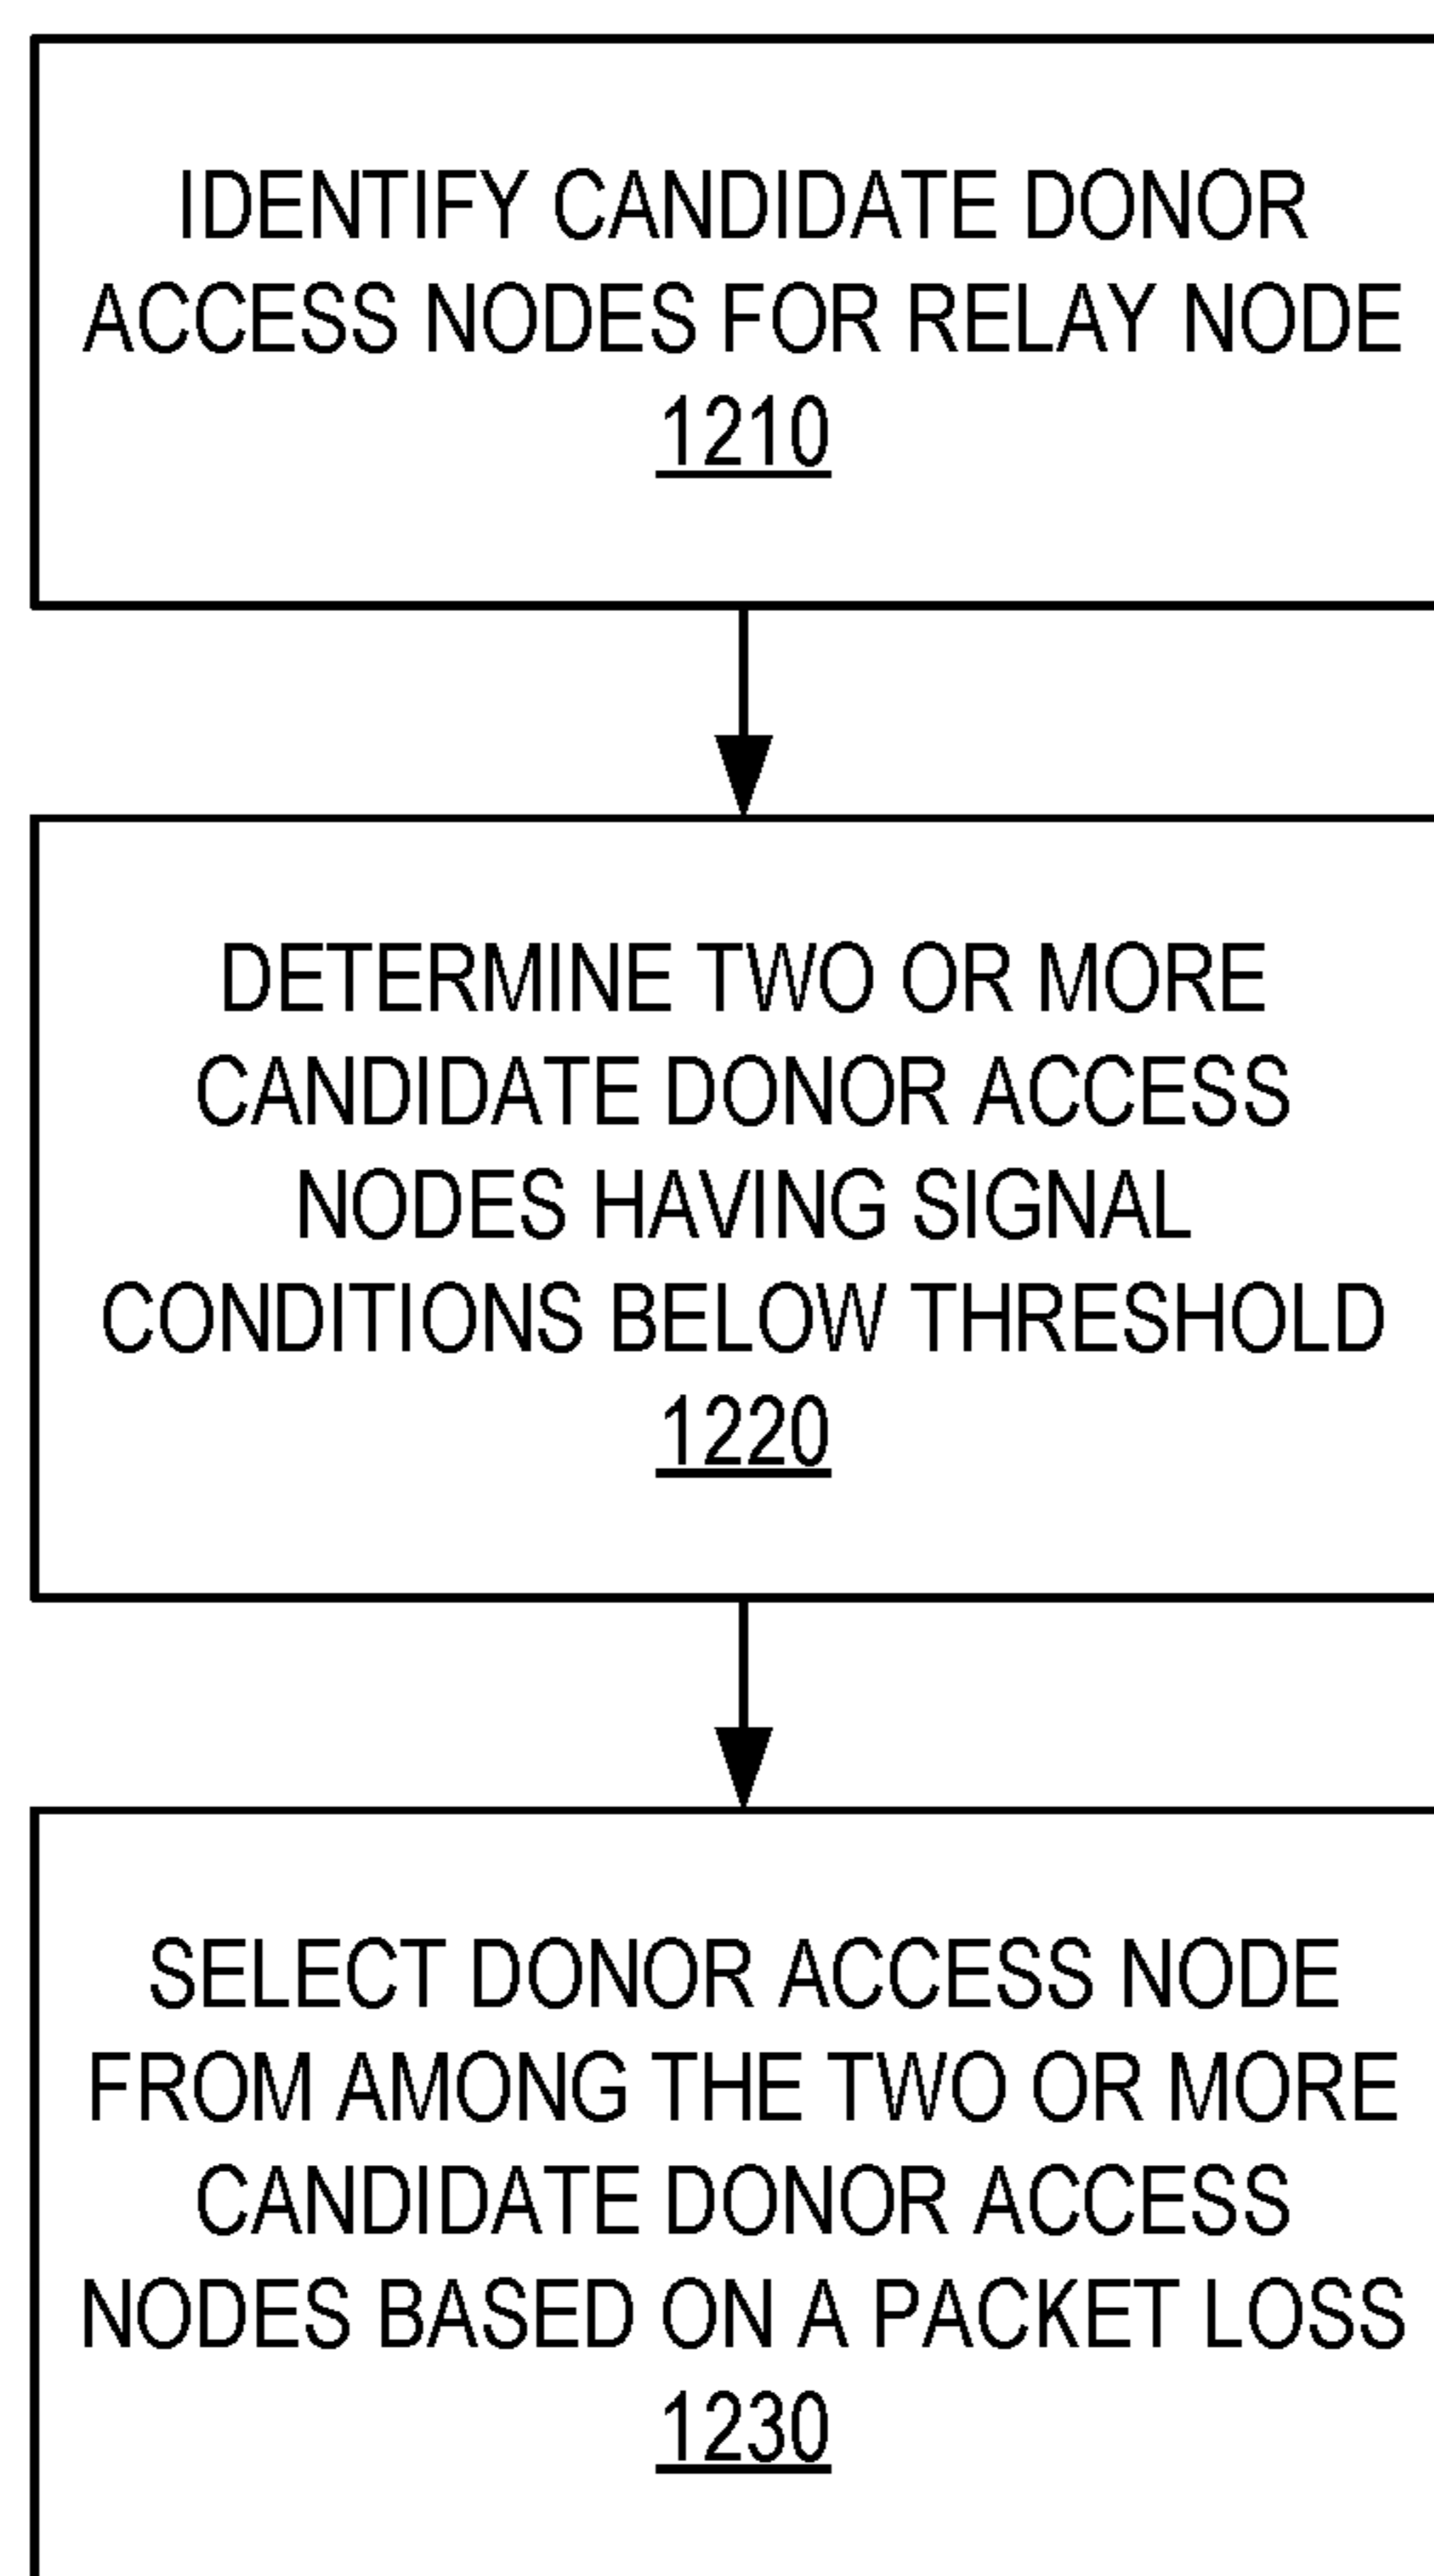 IDENTIFY CANDIDATE DONOR
ACCESS NODES FOR RELAY NODE
1210
DETERMINE TWO OR MORE
CANDIDATE DONOR ACCESS
NODES HAVING SIGNAL
CONDITIONS BELOW THRESHOLD
1220
SELECT DONOR ACCESS NODE
FROM AMONG THE TWO OR MORE
CANDIDATE DONOR ACCESS
NODES BASED ON A PACKET LOSS
1230